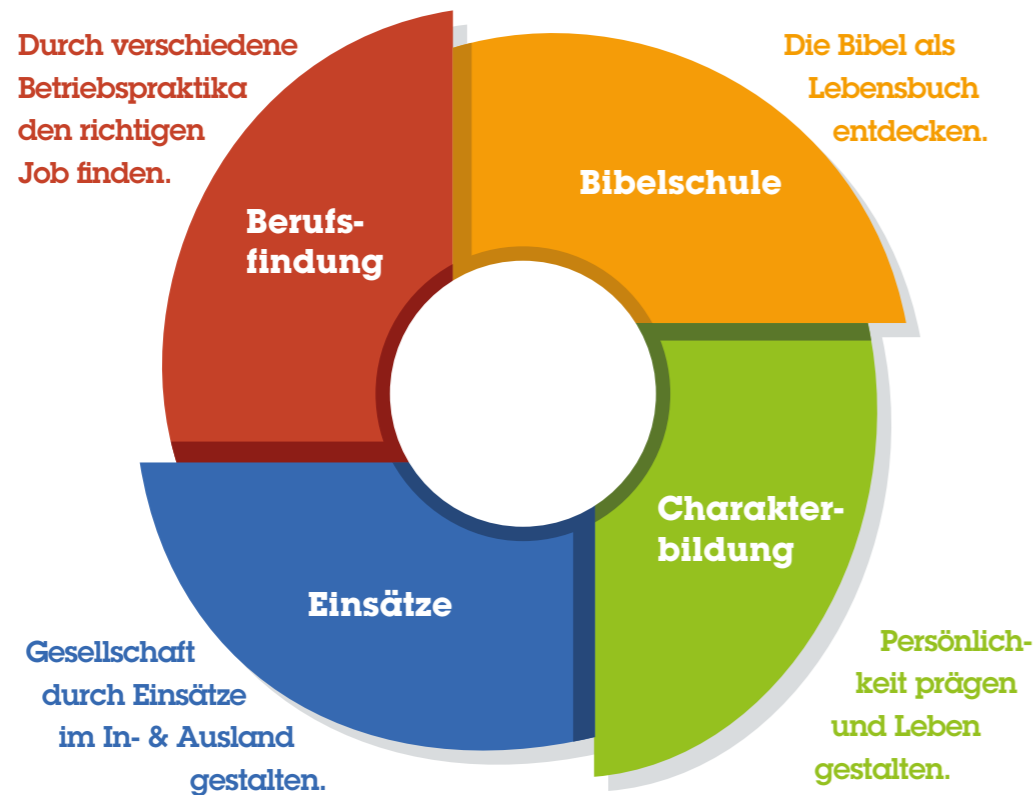 Durch verschiedene
Betriebspraktika
den richtigen
Job finden.
Die Bibel als
Lebensbuch
entdecken.
Berufs-
findung
Bibelschule
Einsätze
Charakter-
bildung
Gesellschaft
durch Einsätze
im In- & Ausland
gestalten.
Persönlich-
keit prägen
und Leben
gestalten.